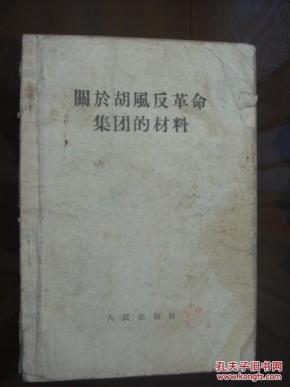 關於胡風反革命
集团的材料
人民出版社
孔夫子旧书网